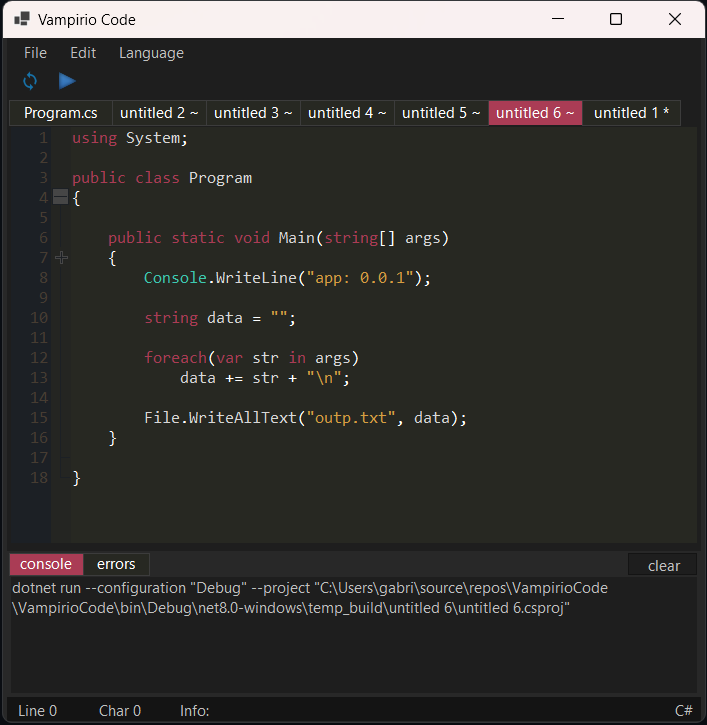 Vampirio Code
File Edit Language
Program.cs untitled 2 ~ untitled 3 ~ untitled 4 ~ untitled 5 ~ untitled 6 ~ untitled 1 *
1 using System;
2
3 public class Program
4 {
5
6 public static void Main(string[] args)
7 {
8 Console.WriteLine("app: 0.0.1");
9
10 string data = "";
11
12 foreach(var str in args)
13 data += str + "\n";
14
15 File.WriteAllText("outp.txt", data);
16 }
17
18 }
console errors clear
dotnet run --configuration "Debug" --project "C:\Users\gabri\source\repos\VampirioCode
\VampirioCode\bin\Debug\net8.0-windows\temp_build\untitled 6\untitled 6.csproj"
Line 0 Char 0 Info: C#